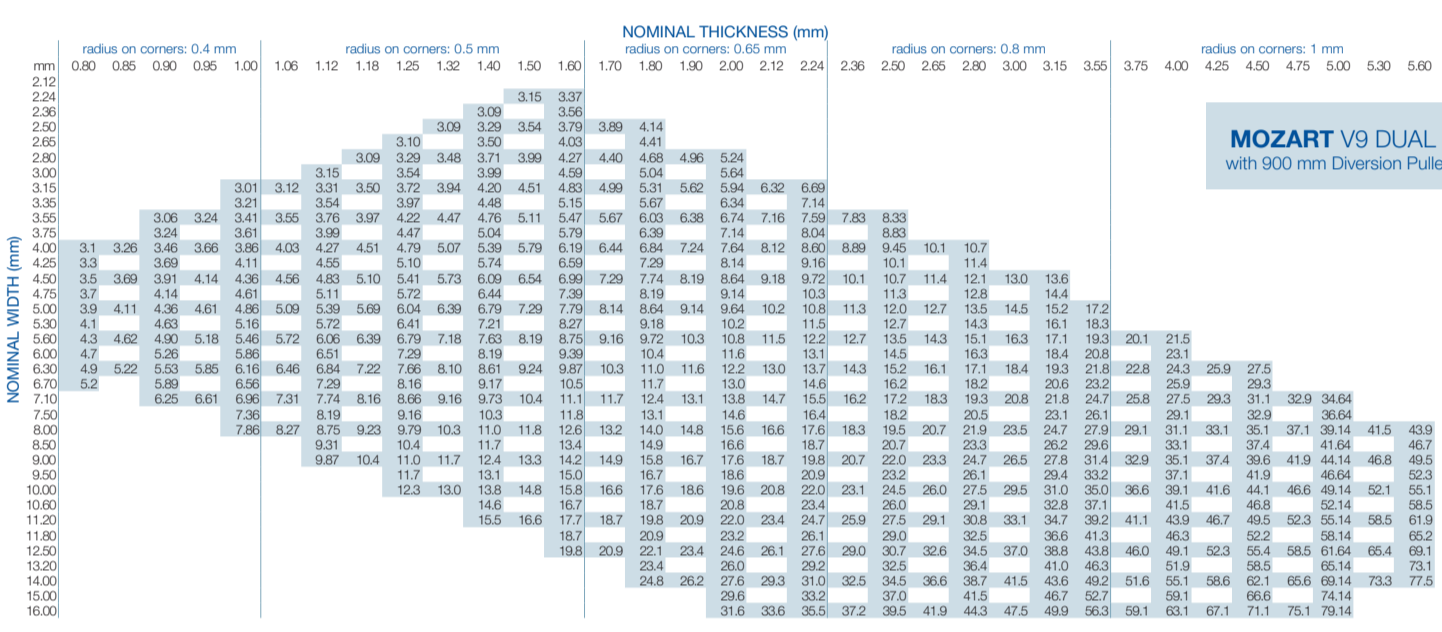 NOMINAL THICKNESS (mm)
radius on corners: 0.4 mm radius on corners: 0.5 mm radius on corners: 0.65 mm radius on corners: 0.8 mm radius on corners: 1 mm
mm 0.80 0.85 0.90 0.95 1.00 1.06 1.12 1.18 1.25 1.32 1.40 1.50 1.60 1.70 1.80 1.90 2.00 2.12 2.24 2.36 2.50 2.65 2.80 3.00 3.15 3.55 3.75 4.00 4.25 4.50 4.75 5.00 5.30 5.60
2.12
2.24 3.15 3.37
2.36 3.09 3.56
2.50 3.09 3.29 3.54 3.79 3.89 4.14
2.65 3.10 3.50 4.03 4.41
2.80 3.09 3.29 3.48 3.71 3.99 4.27 4.40 4.68 4.96 5.24
3.00 3.15 3.54 3.99 4.59 5.04 5.64
3.15 3.01 3.12 3.31 3.50 3.72 3.94 4.20 4.51 4.83 4.99 5.31 5.62 5.94 6.32 6.69
3.35 3.21 3.54 3.97 4.48 5.15 5.67 6.34 7.14
3.55 3.06 3.24 3.41 3.55 3.76 3.97 4.22 4.47 4.76 5.11 5.47 5.67 6.03 6.38 6.74 7.16 7.59 7.83 8.33
3.75 3.24 3.61 3.99 4.47 5.04 5.79 6.39 7.14 8.04 8.83
4.00 3.1 3.26 3.46 3.66 3.86 4.03 4.27 4.51 4.79 5.07 5.39 5.79 6.19 6.44 6.84 7.24 7.64 8.12 8.60 8.89 9.45 10.1 10.7
4.25 3.3 3.69 4.11 4.55 5.10 5.74 6.59 7.29 8.14 9.16 10.1 11.4
4.50 3.5 3.69 3.91 4.14 4.36 4.56 4.83 5.10 5.41 5.73 6.09 6.54 6.99 7.29 7.74 8.19 8.64 9.18 9.72 10.1 10.7 11.4 12.1 13.0 13.6
4.75 3.7 4.14 4.61 5.11 5.72 6.44 7.39 8.19 9.14 10.3 11.3 12.8 14.4
5.00 3.9 4.11 4.36 4.61 4.86 5.09 5.39 5.69 6.04 6.39 6.79 7.29 7.79 8.14 8.64 9.14 9.64 10.2 10.8 11.3 12.0 12.7 13.5 14.5 15.2 17.2
5.30 4.1 4.63 5.16 5.72 6.41 7.21 8.27 9.18 10.2 11.5 12.7 14.3 16.1 18.3
5.60 4.3 4.62 4.90 5.18 5.46 5.72 6.06 6.39 6.79 7.18 7.63 8.19 8.75 9.16 9.72 10.3 10.8 11.5 12.2 12.7 13.5 14.3 15.1 16.3 17.1 19.3 20.1 21.5
6.00 4.7 5.26 5.86 6.51 7.29 8.19 9.39 10.4 11.6 13.1 14.5 16.3 18.4 20.8 23.1
6.30 4.9 5.22 5.53 5.85 6.16 6.46 6.84 7.22 7.66 8.10 8.61 9.24 9.87 10.3 11.0 11.6 12.2 13.0 13.7 14.3 15.2 16.1 17.1 18.4 19.3 21.8 22.8 24.3 25.9 27.5
6.70 5.2 5.89 6.56 7.29 8.16 9.17 10.5 11.7 13.0 14.6 16.2 18.2 20.6 23.2 25.9 29.3
7.10 6.25 6.61 6.96 7.31 7.74 8.16 8.66 9.16 9.73 10.4 11.1 11.7 12.4 13.1 13.8 14.7 15.5 16.2 17.2 18.3 19.3 20.8 21.8 24.7 25.8 27.5 29.3 31.1 32.9 34.64
7.50 7.36 8.19 9.16 10.3 11.8 13.1 14.6 16.4 18.2 20.5 23.1 26.1 29.1 32.9 36.64
8.00 7.86 8.27 8.75 9.23 9.79 10.3 11.0 11.8 12.6 13.2 14.0 14.8 15.6 16.6 17.6 18.3 19.5 20.7 21.9 23.5 24.7 27.9 29.1 31.1 33.1 35.1 37.1 39.14 41.5 43.9
8.50 9.31 10.4 11.7 13.4 14.9 16.6 18.7 20.7 23.3 26.2 29.6 33.1 37.4 41.64 46.7
9.00 9.87 10.4 11.0 11.7 12.4 13.3 14.2 14.9 15.8 16.7 17.6 18.7 19.8 20.7 22.0 23.3 24.7 26.5 27.8 31.4 32.9 35.1 37.4 39.6 41.9 44.14 46.8 49.5
9.50 11.7 13.1 15.0 16.7 18.6 20.9 23.2 26.1 29.4 33.2 37.1 41.9 46.64 52.3
10.00 12.3 13.0 13.8 14.8 15.8 16.6 17.6 18.6 19.6 20.8 22.0 23.1 24.5 26.0 27.5 29.5 31.0 35.0 36.6 39.1 41.6 44.1 46.6 49.14 52.1 55.1
10.60 14.6 16.7 18.7 20.8 23.4 26.0 29.1 32.8 37.1 41.5 46.8 52.14 58.5
11.20 15.5 16.6 17.7 18.7 19.8 20.9 22.0 23.4 24.7 25.9 27.5 29.1 30.8 33.1 34.7 39.2 41.1 43.9 46.7 49.5 52.3 55.14 58.5 61.9
11.80 18.7 20.9 23.2 26.1 29.0 32.5 36.6 41.3 46.3 52.2 58.14 65.2
12.50 19.8 20.9 22.1 23.4 24.6 26.1 27.6 29.0 30.7 32.6 34.5 37.0 38.8 43.8 46.0 49.1 52.3 55.4 58.5 61.64 65.4 69.1
13.20 23.4 26.0 29.2 32.5 36.4 41.0 46.3 51.9 58.5 65.14 73.1
14.00 24.8 26.2 27.6 29.3 31.0 32.5 34.5 36.6 38.7 41.5 43.6 49.2 51.6 55.1 58.6 62.1 65.6 69.14 73.3 77.5
15.00 29.6 33.2 37.0 41.5 46.7 52.7 59.1 66.6 74.14
16.00 31.6 33.6 35.5 37.2 39.5 41.9 44.3 47.5 49.9 56.3 59.1 63.1 67.1 71.1 75.1 79.14
NOMINAL WIDTH (mm)
MOZART V9 DUAL
with 900 mm Diversion Pulle